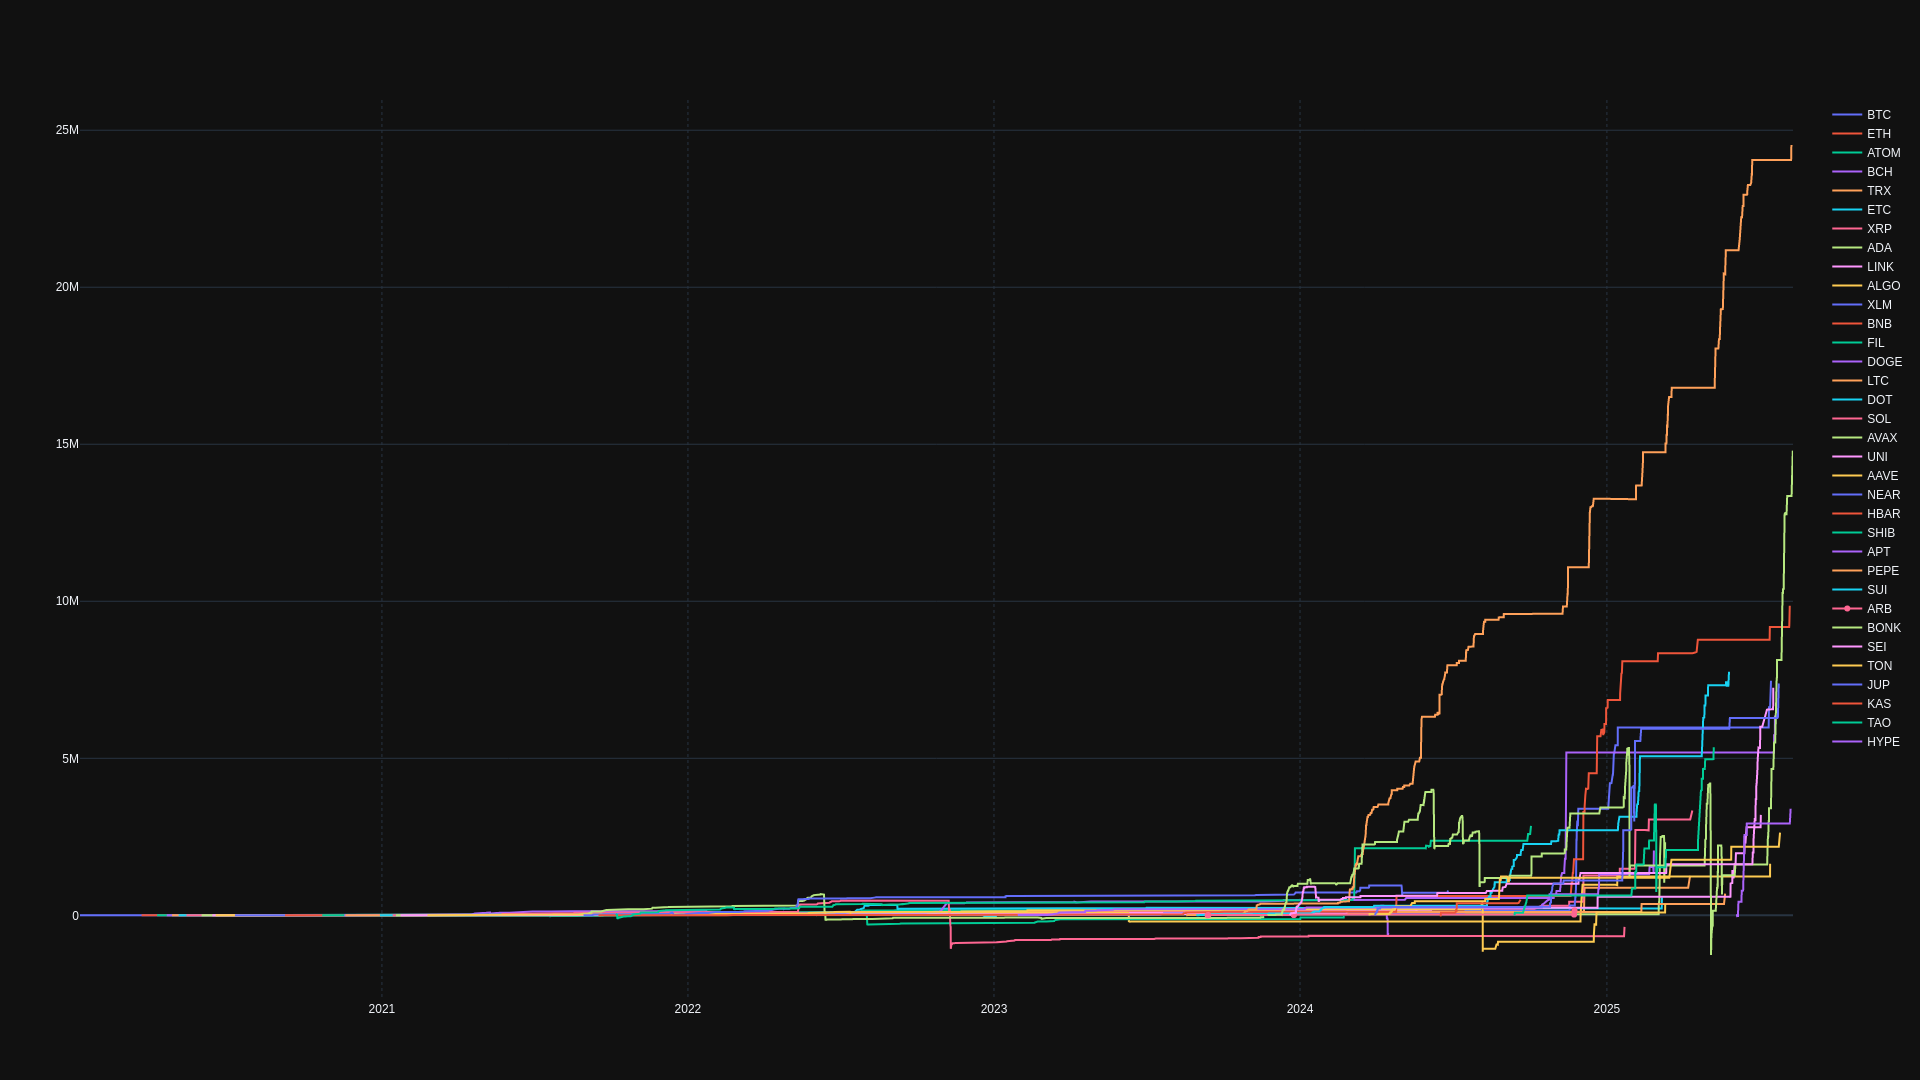 25M
20M
15M
10M
5M
0
2021
2022
2023
2024
2025
BTC
ETH
ATOM
BCH
TRX
ETC
XRP
ADA
LINK
ALGO
XLM
BNB
FIL
DOGE
LTC
DOT
SOL
AVAX
UNI
AAVE
NEAR
HBAR
SHIB
APT
PEPE
SUI
ARB
BONK
SEI
TON
JUP
KAS
TAO
HYPE